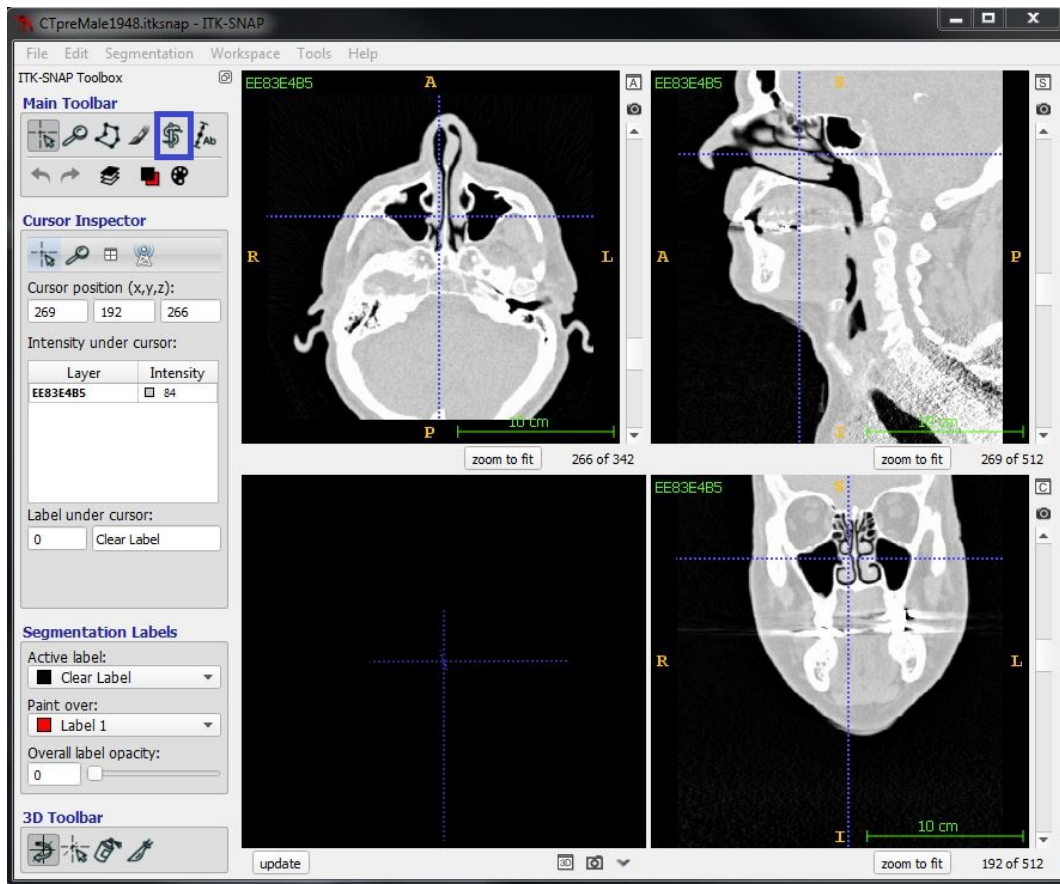 CTpreMale1948.itksnap - ITK-SNAP
File Edit Segmentation Workspace Tools Help
ITK-SNAP Toolbox
Main Toolbar
Ab
Cursor Inspector
Cursor position (x,y,z):
269 192 266
Intensity under cursor:
Layer Intensity
EE83E4B5 84
Label under cursor:
0 Clear Label
Segmentation Labels
Active label:
Clear Label
Paint over:
Label 1
Overall label opacity:
0
3D Toolbar
EE83E4B5
A
R
L
P
10 cm
A
zoom to fit 266 of 342
EE83E4B5
S
A
P
I
10 cm
S
zoom to fit 269 of 512
update
3D
EE83E4B5
S
R
L
I
10 cm
C
zoom to fit 192 of 512